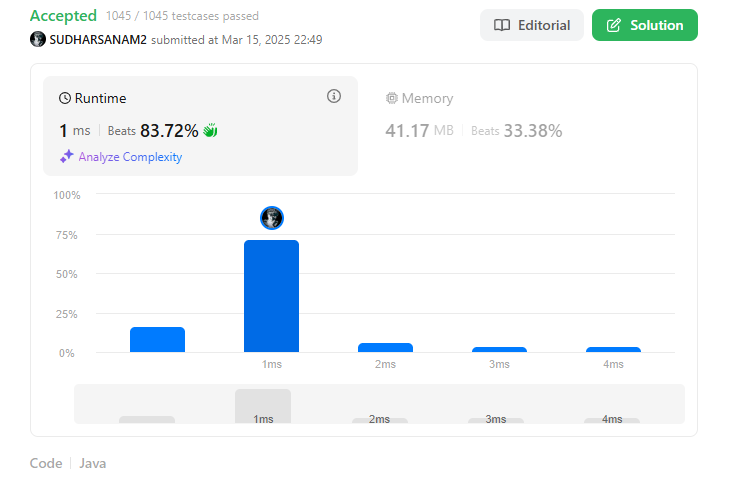 Accepted 1045 / 1045 testcases passed
SUDHARSANAM2 submitted at Mar 15, 2025 22:49
Editorial
Solution
Runtime
1 ms Beats 83.72%
Analyze Complexity
Memory
41.17 MB Beats 33.38%
100%
75%
50%
25%
0%
1ms 2ms 3ms 4ms
1ms 2ms 3ms 4ms
Code Java